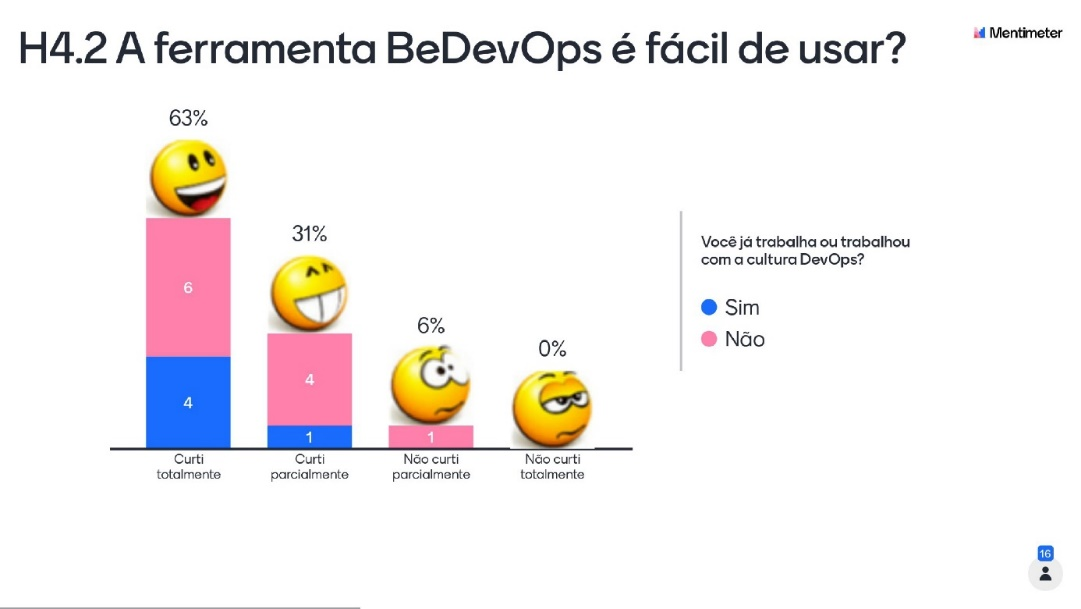 H4.2 A ferramenta BeDevOps é fácil de usar?
Mentimeter
63%
31%
6%
0%
6
4
4
1
1
Curti
totalmente
Curti
parcialmente
Não curti
parcialmente
Não curti
totalmente
Você já trabalha ou trabalhou
com a cultura DevOps?
Sim
Não
16